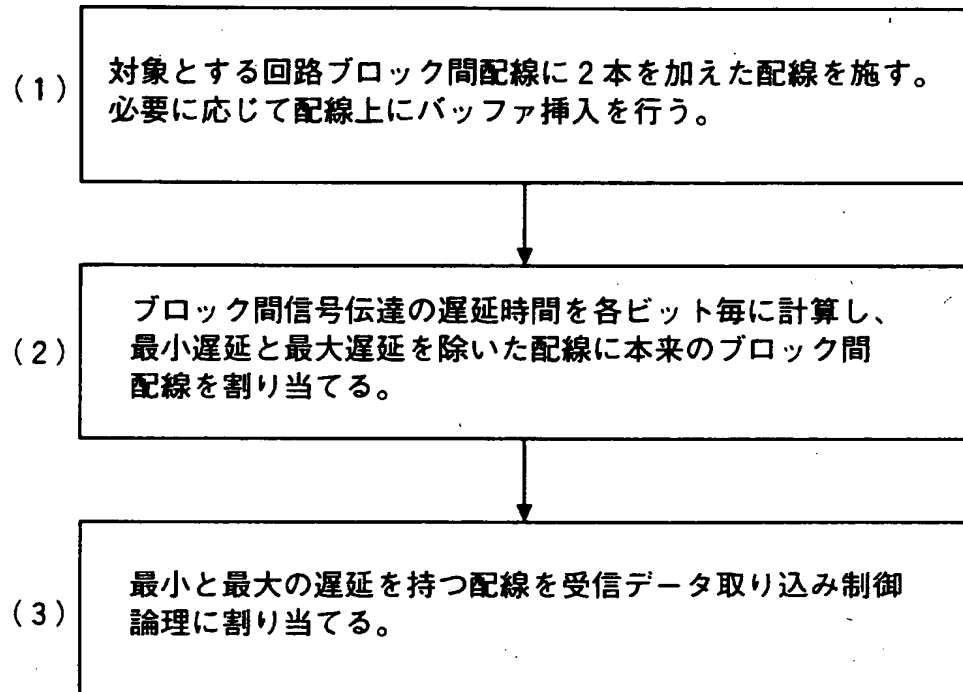 (1)
対象とする回路ブロック間配線に2本を加えた配線を施す。
必要に応じて配線上にバッファ挿入を行う。
(2)
ブロック間信号伝達の遅延時間を各ビット毎に計算し、
最小遅延と最大遅延を除いた配線に本来のブロック間
配線を割り当てる。
(3)
最小と最大の遅延を持つ配線を受信データ取り込み制御
論理に割り当てる。